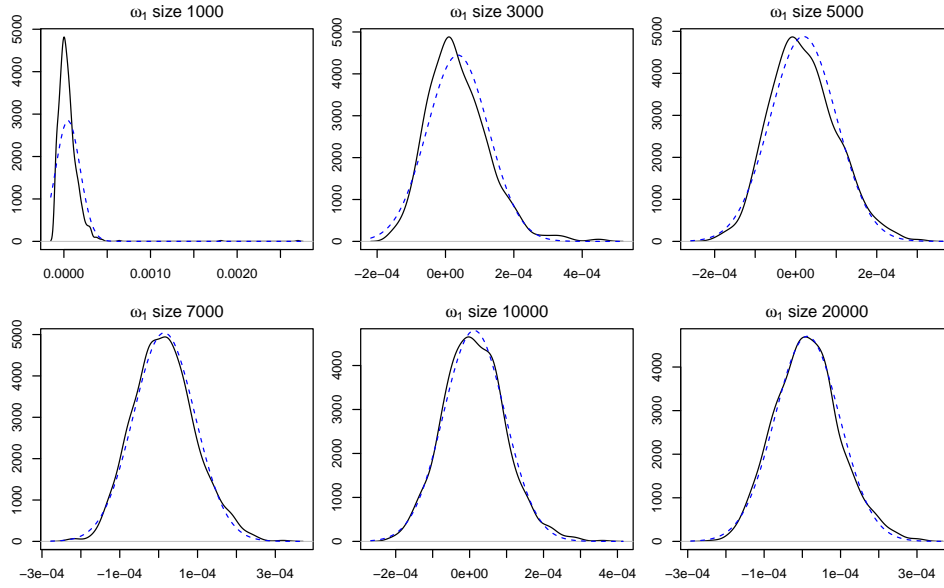 ω1 size 1000
ω1 size 3000
ω1 size 5000
0 1000 2000 3000 4000 5000
0.0000 0.0010 0.0020
0 1000 2000 3000 4000 5000
−2e−04 0e+00 2e−04 4e−04
0 1000 2000 3000 4000 5000
−2e−04 0e+00 2e−04
ω1 size 7000
ω1 size 10000
ω1 size 20000
0 1000 2000 3000 4000 5000
−3e−04 −1e−04 1e−04 3e−04
0 1000 2000 3000 4000
−2e−04 0e+00 2e−04 4e−04
0 1000 2000 3000 4000
−3e−04 −1e−04 1e−04 3e−04